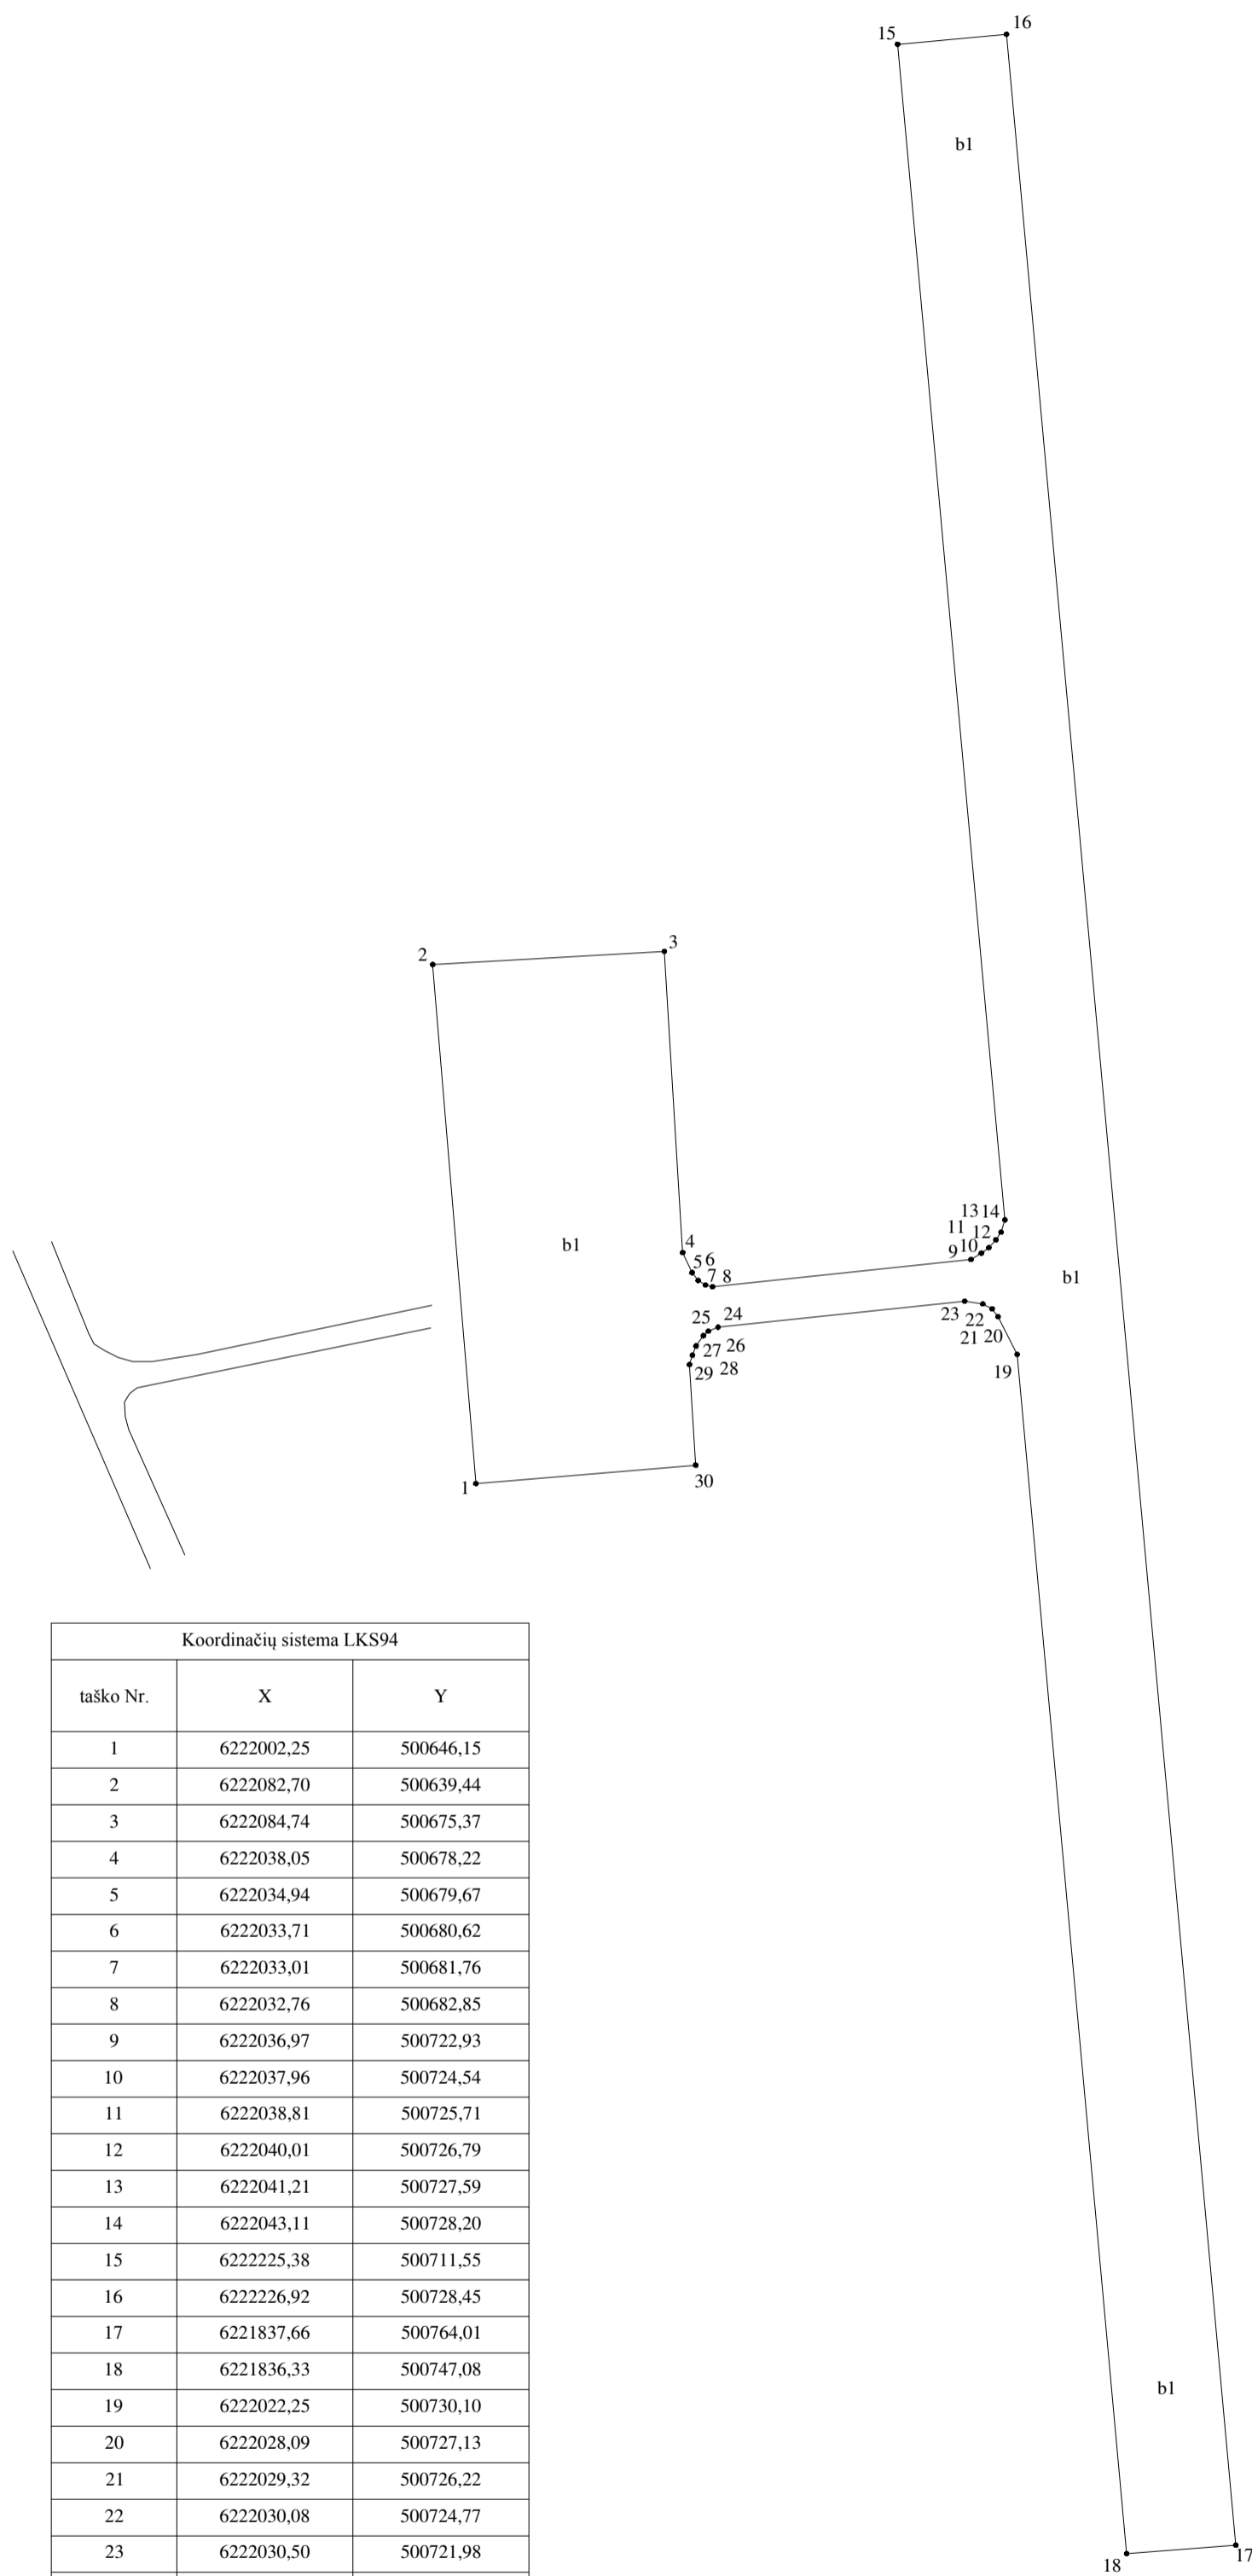 15
16
b1
2
3
4
b1
5 6
7 8
13 14
11 12
9 10
b1
25 24
27 26
29 28
23 22
21 20
19
1
30
Koordinačių sistema LKS94
taško Nr. X Y
1 6222002,25 500646,15
2 6222082,70 500639,44
3 6222084,74 500675,37
4 6222038,05 500678,22
5 6222034,94 500679,67
6 6222033,71 500680,62
7 6222033,01 500681,76
8 6222032,76 500682,85
9 6222036,97 500722,93
10 6222037,96 500724,54
11 6222038,81 500725,71
12 6222040,01 500726,79
13 6222041,21 500727,59
14 6222043,11 500728,20
15 6222225,38 500711,55
16 6222226,92 500728,45
17 6221837,66 500764,01
18 6221836,33 500747,08
19 6222022,25 500730,10
20 6222028,09 500727,13
21 6222029,32 500726,22
22 6222030,08 500724,77
23 6222030,50 500721,98
b1
17
18